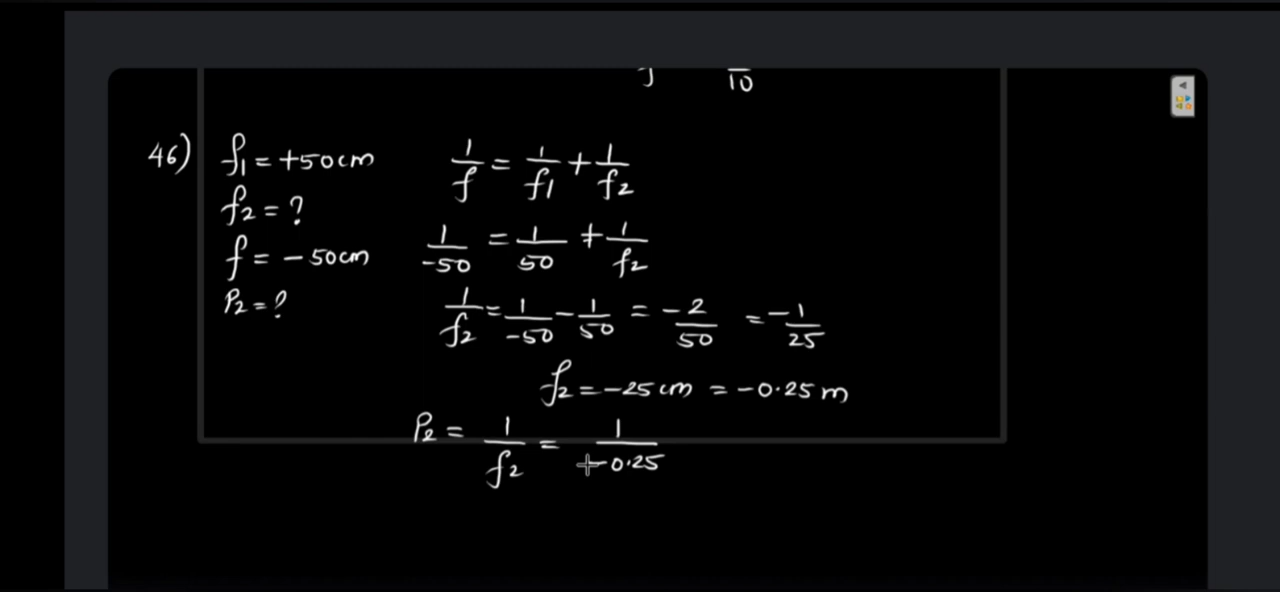 10
46) f1 = +50cm 1/f = 1/f1 + 1/f2
f2 = ?
f = -50cm 1/-50 = 1/50 + 1/f2
P2 = ? 1/f2 = 1/-50 - 1/50 = -2/50 = -1/25
f2 = -25 cm = -0.25 m
P2 = 1/f2 = 1/-0.25